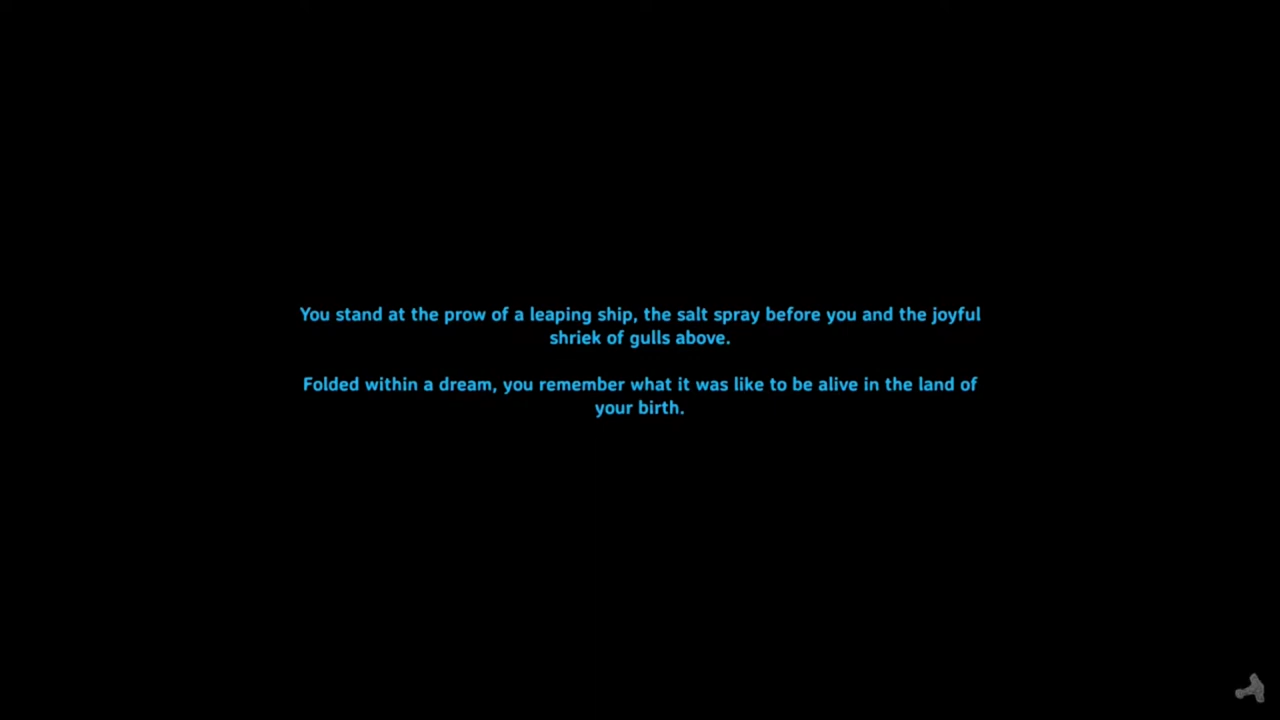 You stand at the prow of a leaping ship, the salt spray before you and the joyful
shriek of gulls above.
Folded within a dream, you remember what it was like to be alive in the land of
your birth.